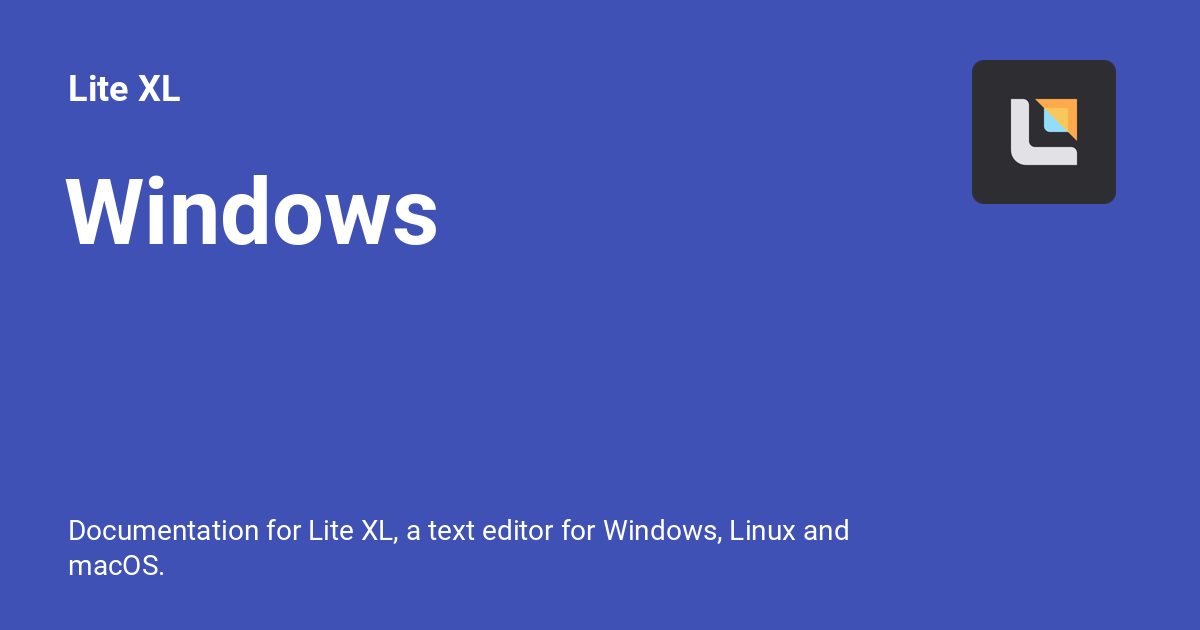 Lite XL
Windows
Documentation for Lite XL, a text editor for Windows, Linux and
macOS.